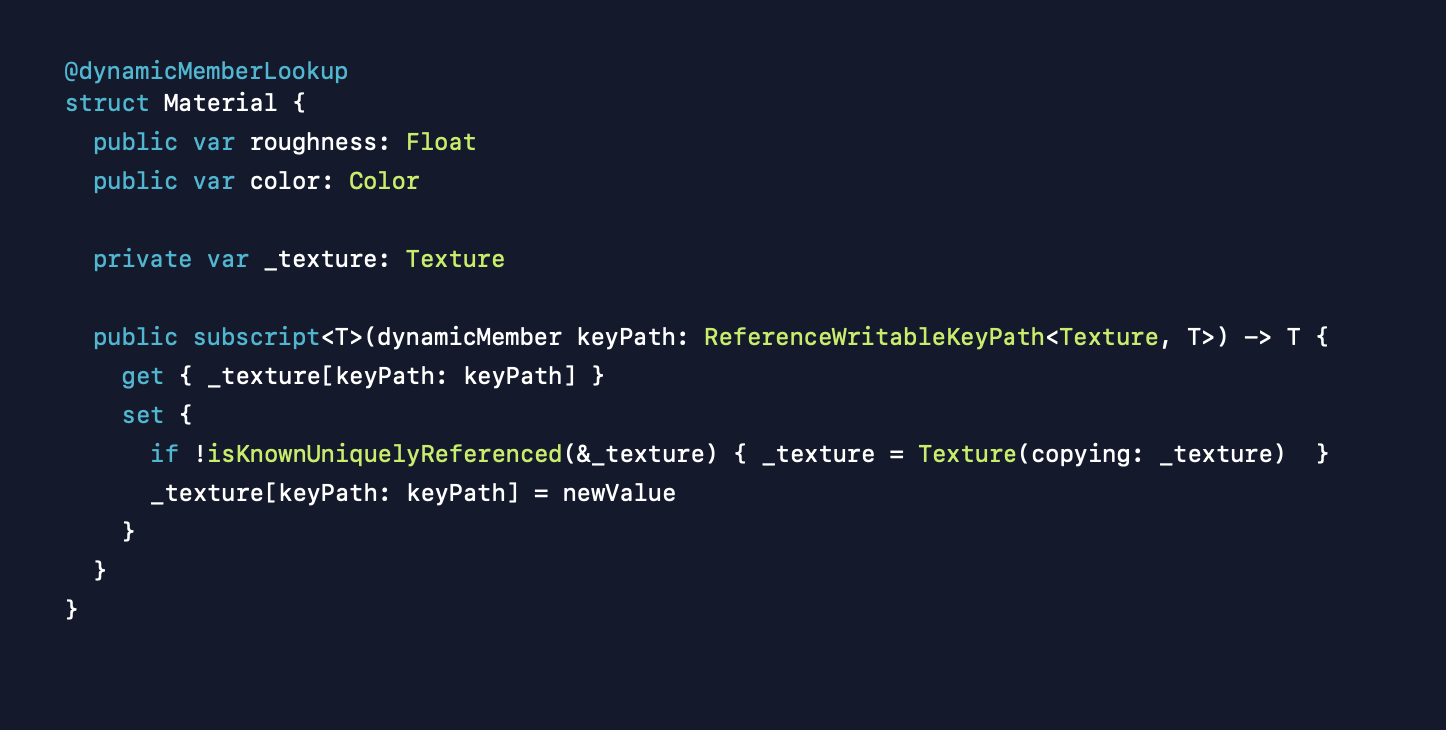 @dynamicMemberLookup
struct Material {
  public var roughness: Float
  public var color: Color

  private var _texture: Texture

  public subscript<T>(dynamicMember keyPath: ReferenceWritableKeyPath<Texture, T>) -> T {
    get { _texture[keyPath: keyPath] }
    set {
      if !isKnownUniquelyReferenced(&_texture) { _texture = Texture(copying: _texture)  }
      _texture[keyPath: keyPath] = newValue
    }
  }
}